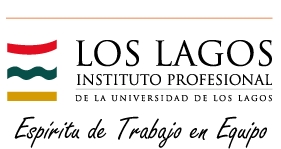 LOS LAGOS
INSTITUTO PROFESIONAL
DE LA UNIVERSIDAD DE LOS LAGOS
Espíritu de Trabajo en Equipo